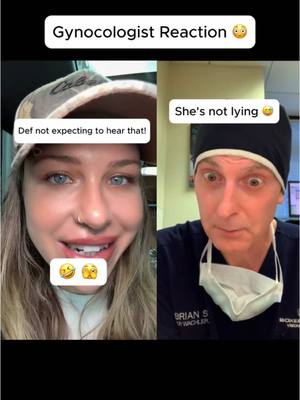 Gynocologist Reaction 😳
Def not expecting to hear that!
She's not lying 😅
🤣 🫣
BRIAN S